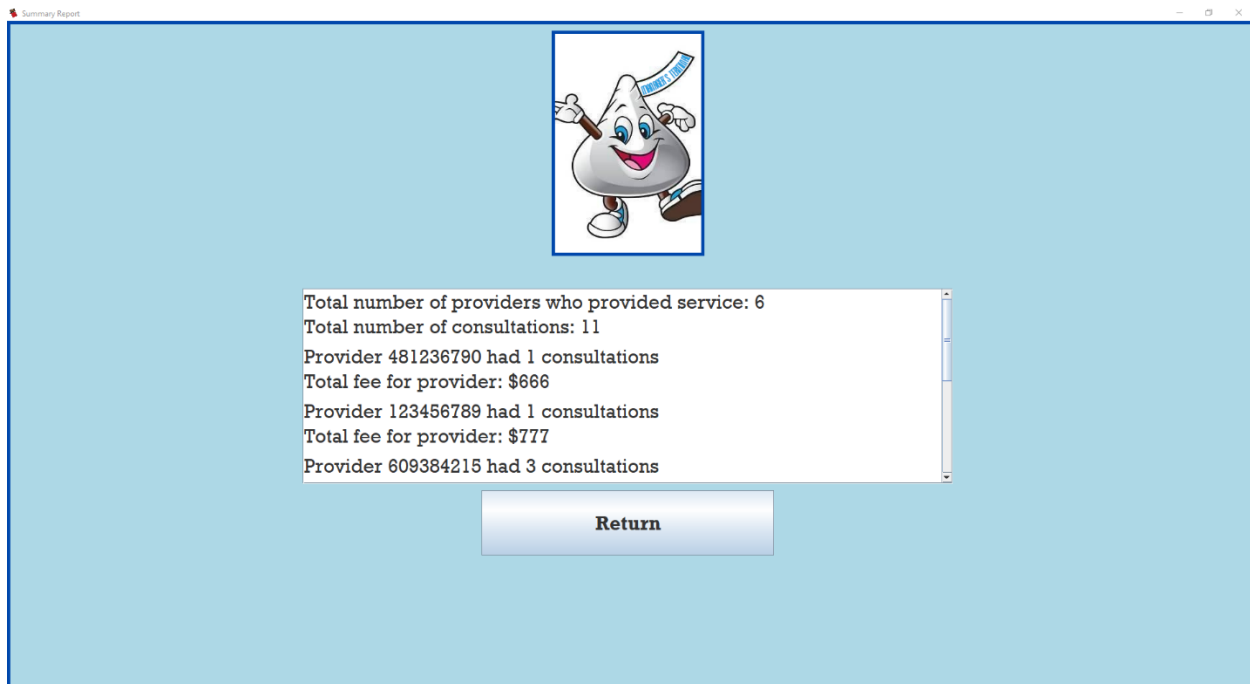 Summary Report
Total number of providers who provided service: 6
Total number of consultations: 11
Provider 481236790 had 1 consultations
Total fee for provider: $666
Provider 123456789 had 1 consultations
Total fee for provider: $777
Provider 609384215 had 3 consultations
Return